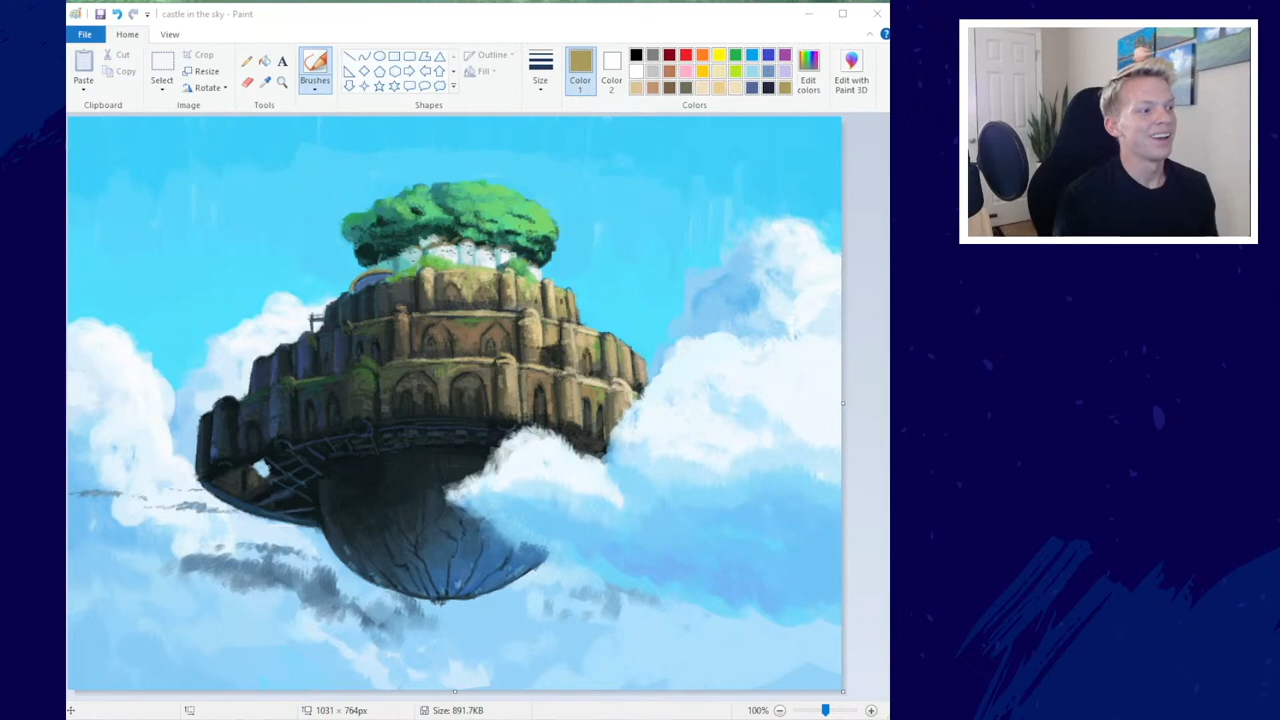 castle in the sky - Paint
File Home View
Cut Crop Outline
Copy Resize Fill
Paste Select Rotate Brushes Size Color 1 Color 2 Edit colors Edit with Paint 3D
Clipboard Image Tools Shapes Colors
1031 × 764px Size: 891.7KB 100%